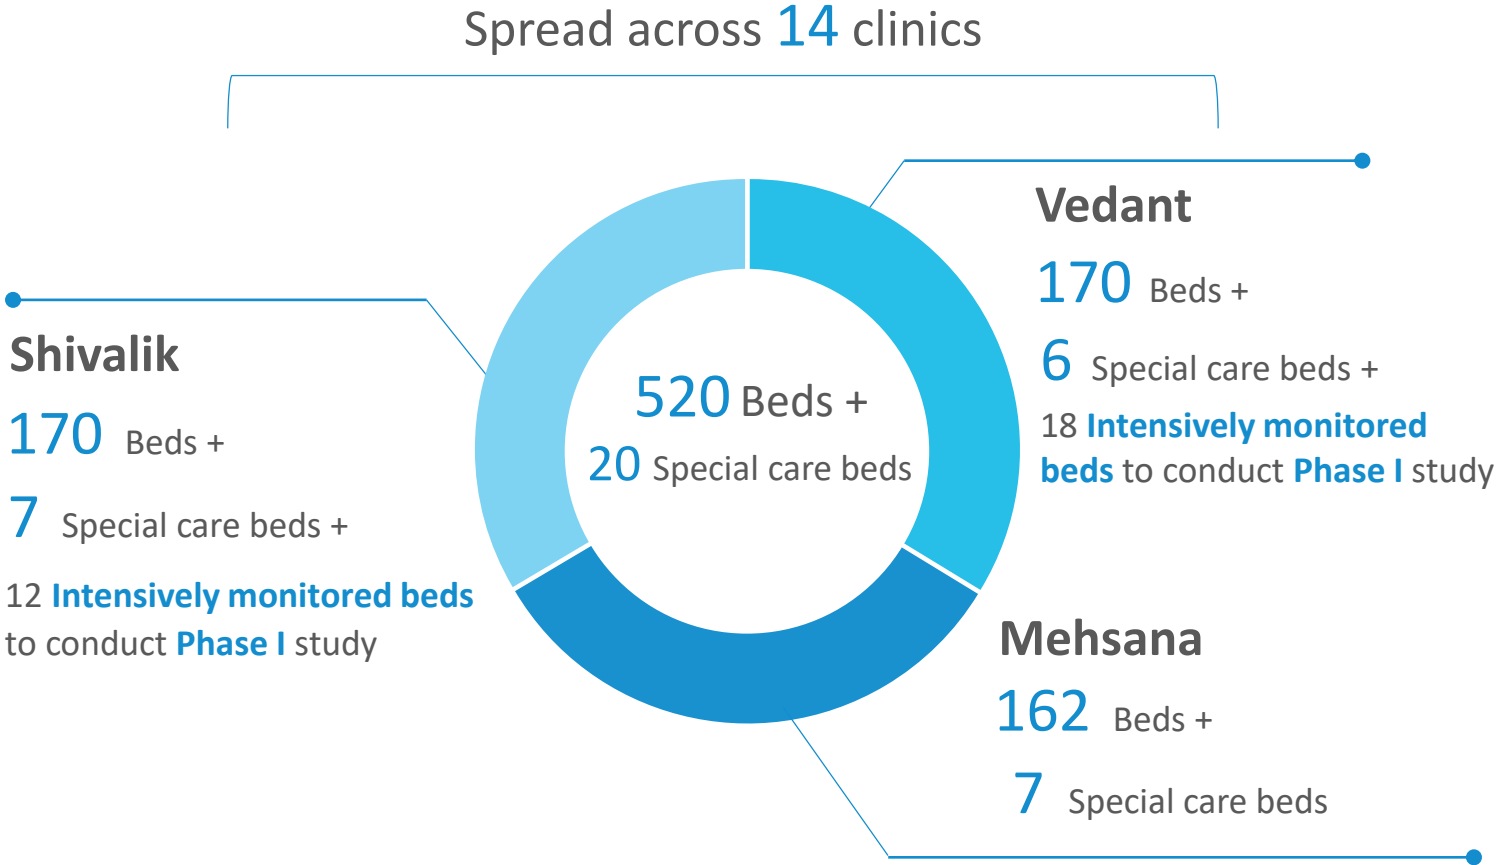 Spread across 14 clinics
Vedant
170 Beds +
6 Special care beds +
18 Intensively monitored
beds to conduct Phase I study
Shivalik
170 Beds +
7 Special care beds +
12 Intensively monitored beds
to conduct Phase I study
520 Beds +
20 Special care beds
Mehsana
162 Beds +
7 Special care beds